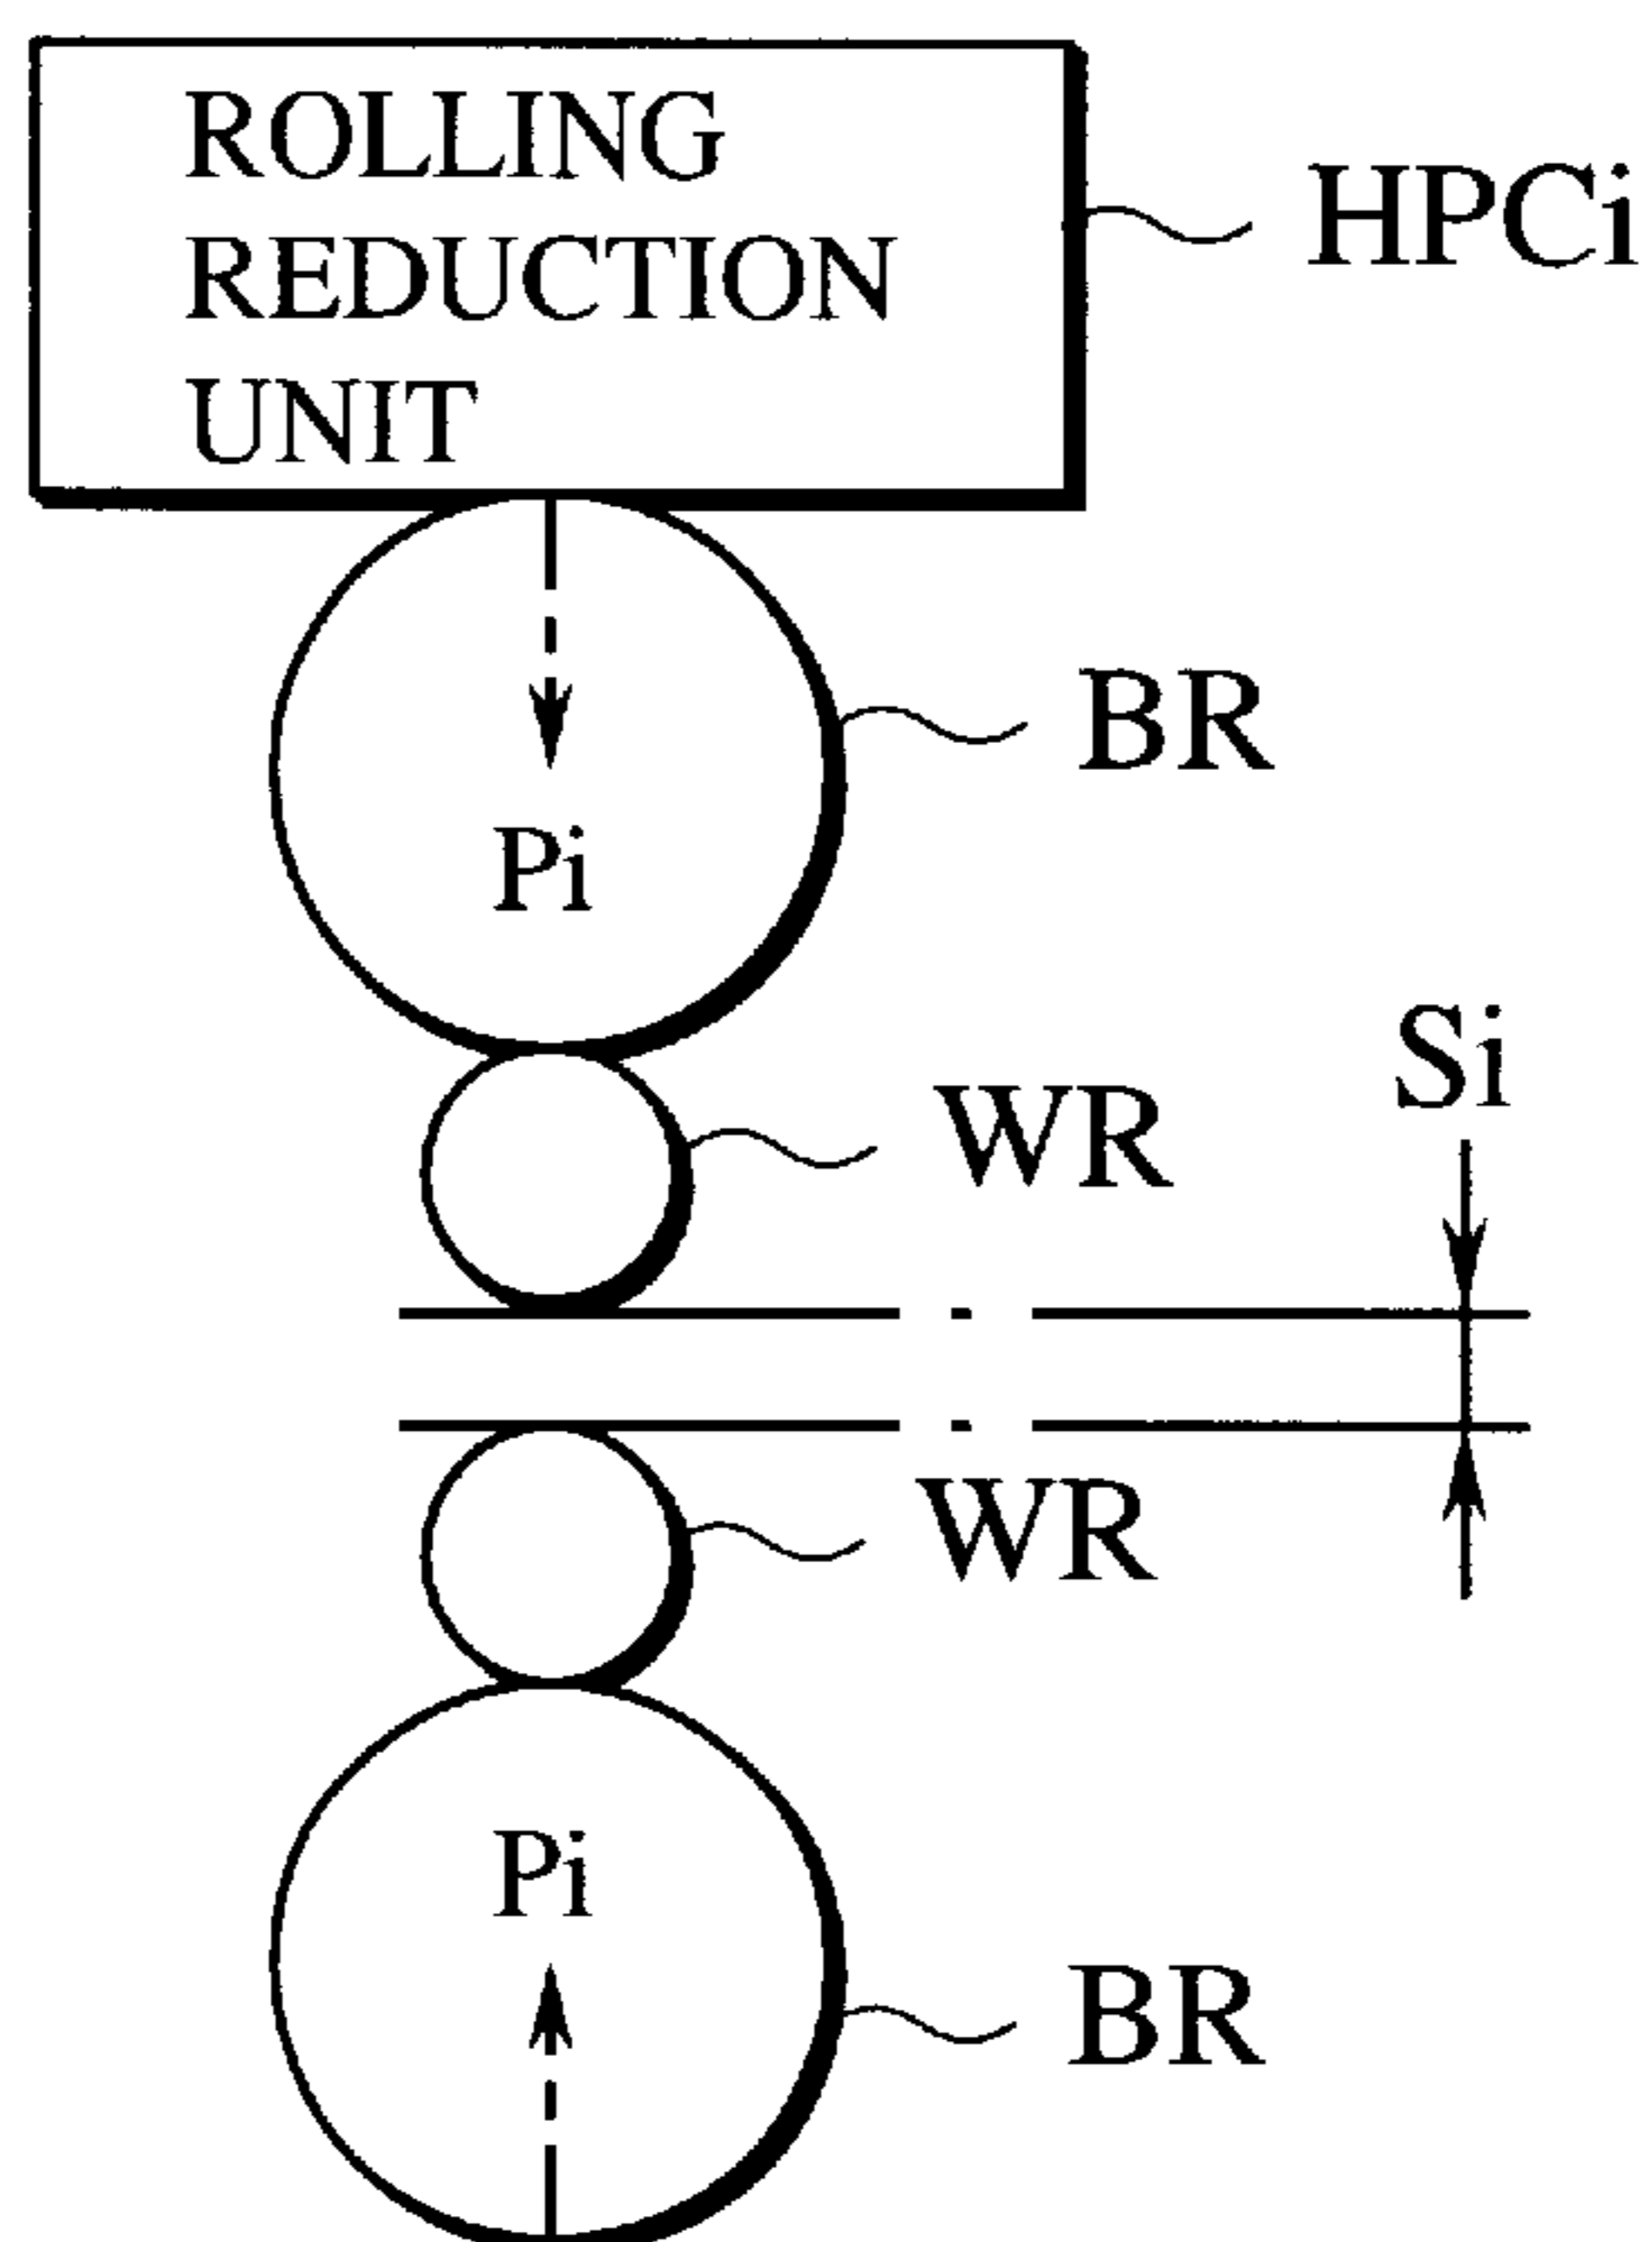 ROLLING
REDUCTION
UNIT
HPCi
BR
Pi
Si
WR
WR
Pi
BR